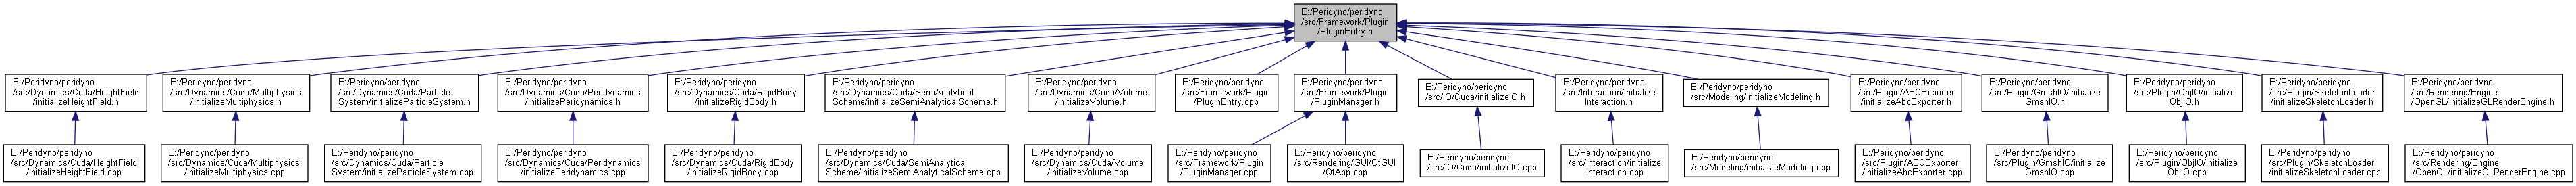 E:/Peridyno/peridyno
/src/Framework/Plugin
/PluginEntry.h
E:/Peridyno/peridyno
/src/Dynamics/Cuda/HeightField
/initializeHeightField.h
E:/Peridyno/peridyno
/src/Dynamics/Cuda/Multiphysics
/initializeMultiphysics.h
E:/Peridyno/peridyno
/src/Dynamics/Cuda/Particle
System/initializeParticleSystem.h
E:/Peridyno/peridyno
/src/Dynamics/Cuda/Peridynamics
/initializePeridynamics.h
E:/Peridyno/peridyno
/src/Dynamics/Cuda/RigidBody
/initializeRigidBody.h
E:/Peridyno/peridyno
/src/Dynamics/Cuda/SemiAnalytical
Scheme/initializeSemiAnalyticalScheme.h
E:/Peridyno/peridyno
/src/Dynamics/Cuda/Volume
/initializeVolume.h
E:/Peridyno/peridyno
/src/Framework/Plugin
/PluginEntry.cpp
E:/Peridyno/peridyno
/src/Framework/Plugin
/PluginManager.h
E:/Peridyno/peridyno
/src/IO/Cuda/initializeIO.h
E:/Peridyno/peridyno
/src/Interaction/initialize
Interaction.h
E:/Peridyno/peridyno
/src/Modeling/initializeModeling.h
E:/Peridyno/peridyno
/src/Plugin/ABCExporter
/initializeAbcExporter.h
E:/Peridyno/peridyno
/src/Plugin/GmshIO/initialize
GmshIO.h
E:/Peridyno/peridyno
/src/Plugin/ObjIO/initialize
ObjIO.h
E:/Peridyno/peridyno
/src/Plugin/SkeletonLoader
/initializeSkeletonLoader.h
E:/Peridyno/peridyno
/src/Rendering/Engine
/OpenGL/initializeGLRenderEngine.h
E:/Peridyno/peridyno
/src/Dynamics/Cuda/HeightField
/initializeHeightField.cpp
E:/Peridyno/peridyno
/src/Dynamics/Cuda/Multiphysics
/initializeMultiphysics.cpp
E:/Peridyno/peridyno
/src/Dynamics/Cuda/Particle
System/initializeParticleSystem.cpp
E:/Peridyno/peridyno
/src/Dynamics/Cuda/Peridynamics
/initializePeridynamics.cpp
E:/Peridyno/peridyno
/src/Dynamics/Cuda/RigidBody
/initializeRigidBody.cpp
E:/Peridyno/peridyno
/src/Dynamics/Cuda/SemiAnalytical
Scheme/initializeSemiAnalyticalScheme.cpp
E:/Peridyno/peridyno
/src/Dynamics/Cuda/Volume
/initializeVolume.cpp
E:/Peridyno/peridyno
/src/Framework/Plugin
/PluginManager.cpp
E:/Peridyno/peridyno
/src/Rendering/GUI/QtGUI
/QtApp.cpp
E:/Peridyno/peridyno
/src/IO/Cuda/initializeIO.cpp
E:/Peridyno/peridyno
/src/Interaction/initialize
Interaction.cpp
E:/Peridyno/peridyno
/src/Modeling/initializeModeling.cpp
E:/Peridyno/peridyno
/src/Plugin/ABCExporter
/initializeAbcExporter.cpp
E:/Peridyno/peridyno
/src/Plugin/GmshIO/initialize
GmshIO.cpp
E:/Peridyno/peridyno
/src/Plugin/ObjIO/initialize
ObjIO.cpp
E:/Peridyno/peridyno
/src/Plugin/SkeletonLoader
/initializeSkeletonLoader.cpp
E:/Peridyno/peridyno
/src/Rendering/Engine
/OpenGL/initializeGLRenderEngine.cpp